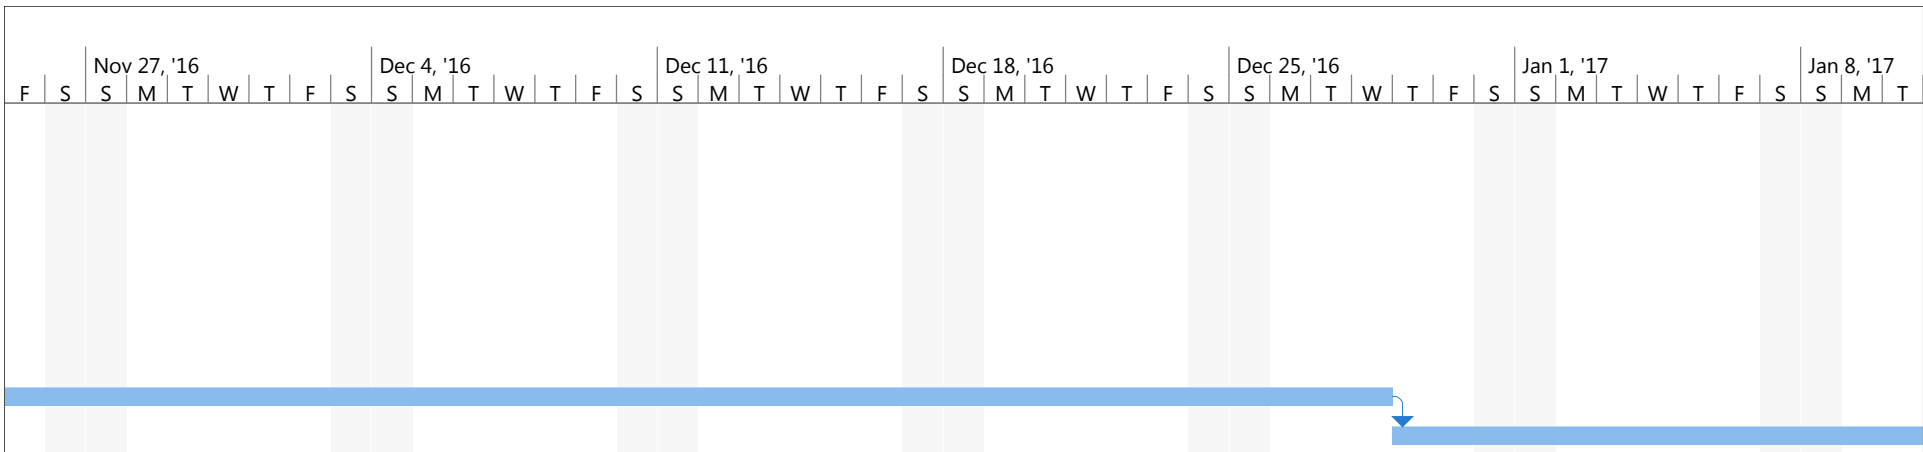 Nov 27, '16 Dec 4, '16 Dec 11, '16 Dec 18, '16 Dec 25, '16 Jan 1, '17 Jan 8, '17
F S S M T W T F S S M T W T F S S M T W T F S S M T W T F S S M T W T F S S M T W T F S S M T